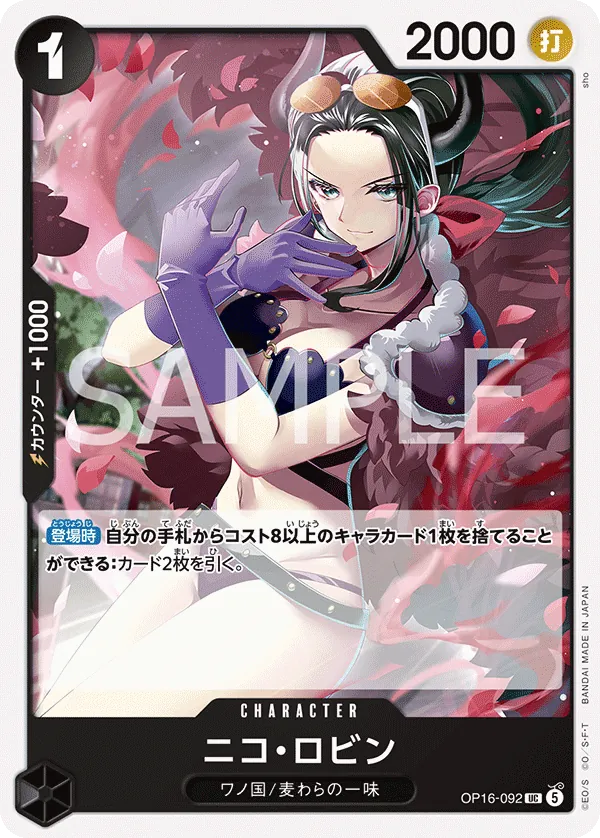 1
2000
打
sho
カウンター +1000
SAMPLE
登場時 自分の手札からコスト8以上のキャラカード1枚を捨てること
ができる:カード2枚を引く。
CHARACTER
ニコ・ロビン
ワノ国/麦わらの一味
OP16-092 UC 5
©E.O/S ©O/S・F・T BANDAI MADE IN JAPAN